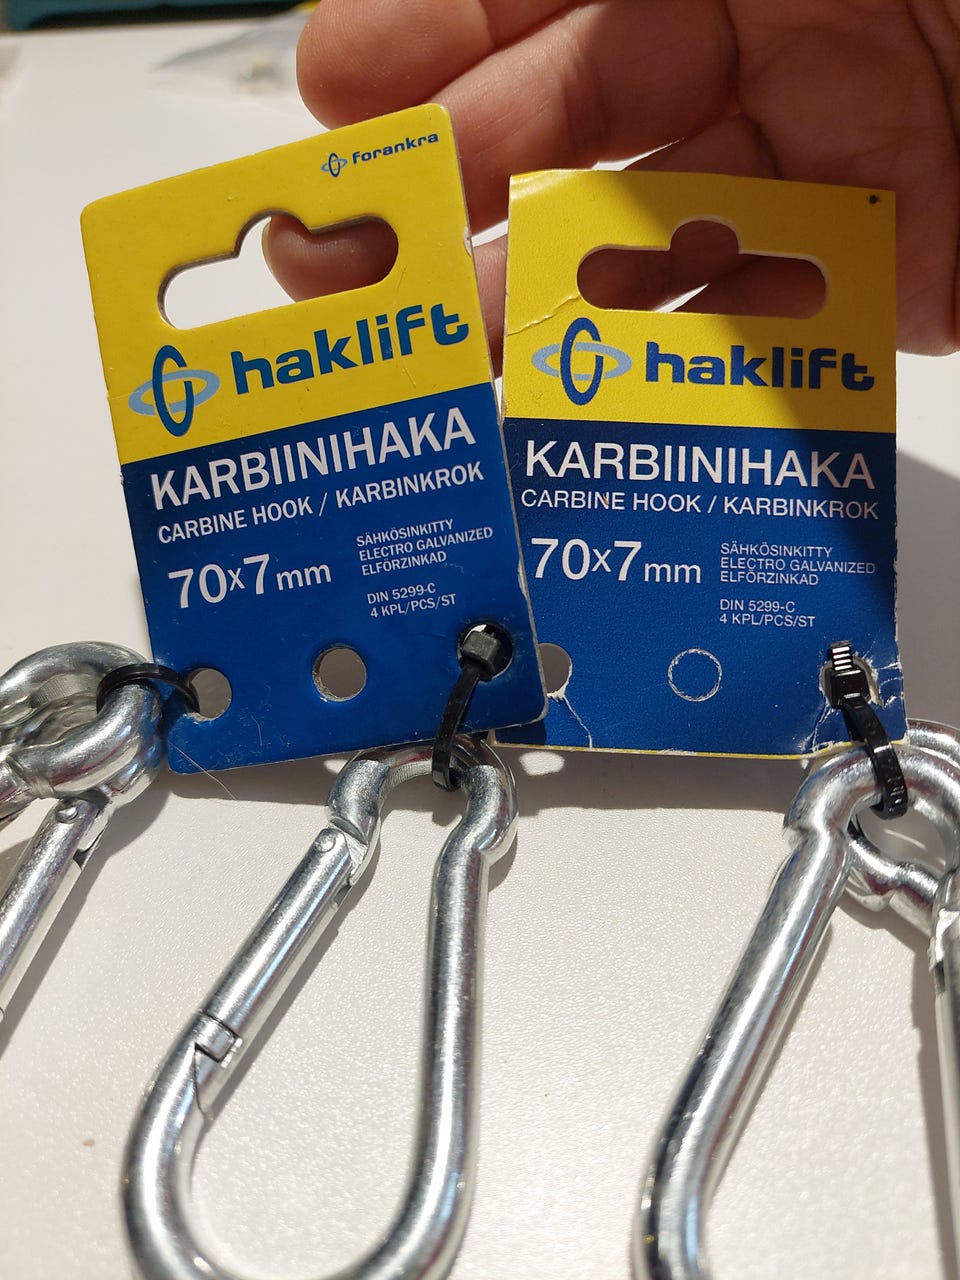 forankra
haklift
KARBIINIHAKA
CARBINE HOOK / KARBINKROK
70x7mm
SÄHKÖSINKITTY
ELECTRO GALVANIZED
ELFÖRZINKAD
DIN 5299-C
4 KPL/PCS/ST
haklift
KARBIINIHAKA
CARBINE HOOK / KARBINKROK
70x7mm
SÄHKÖSINKITTY
ELECTRO GALVANIZED
ELFÖRZINKAD
DIN 5299-C
4 KPL/PCS/ST